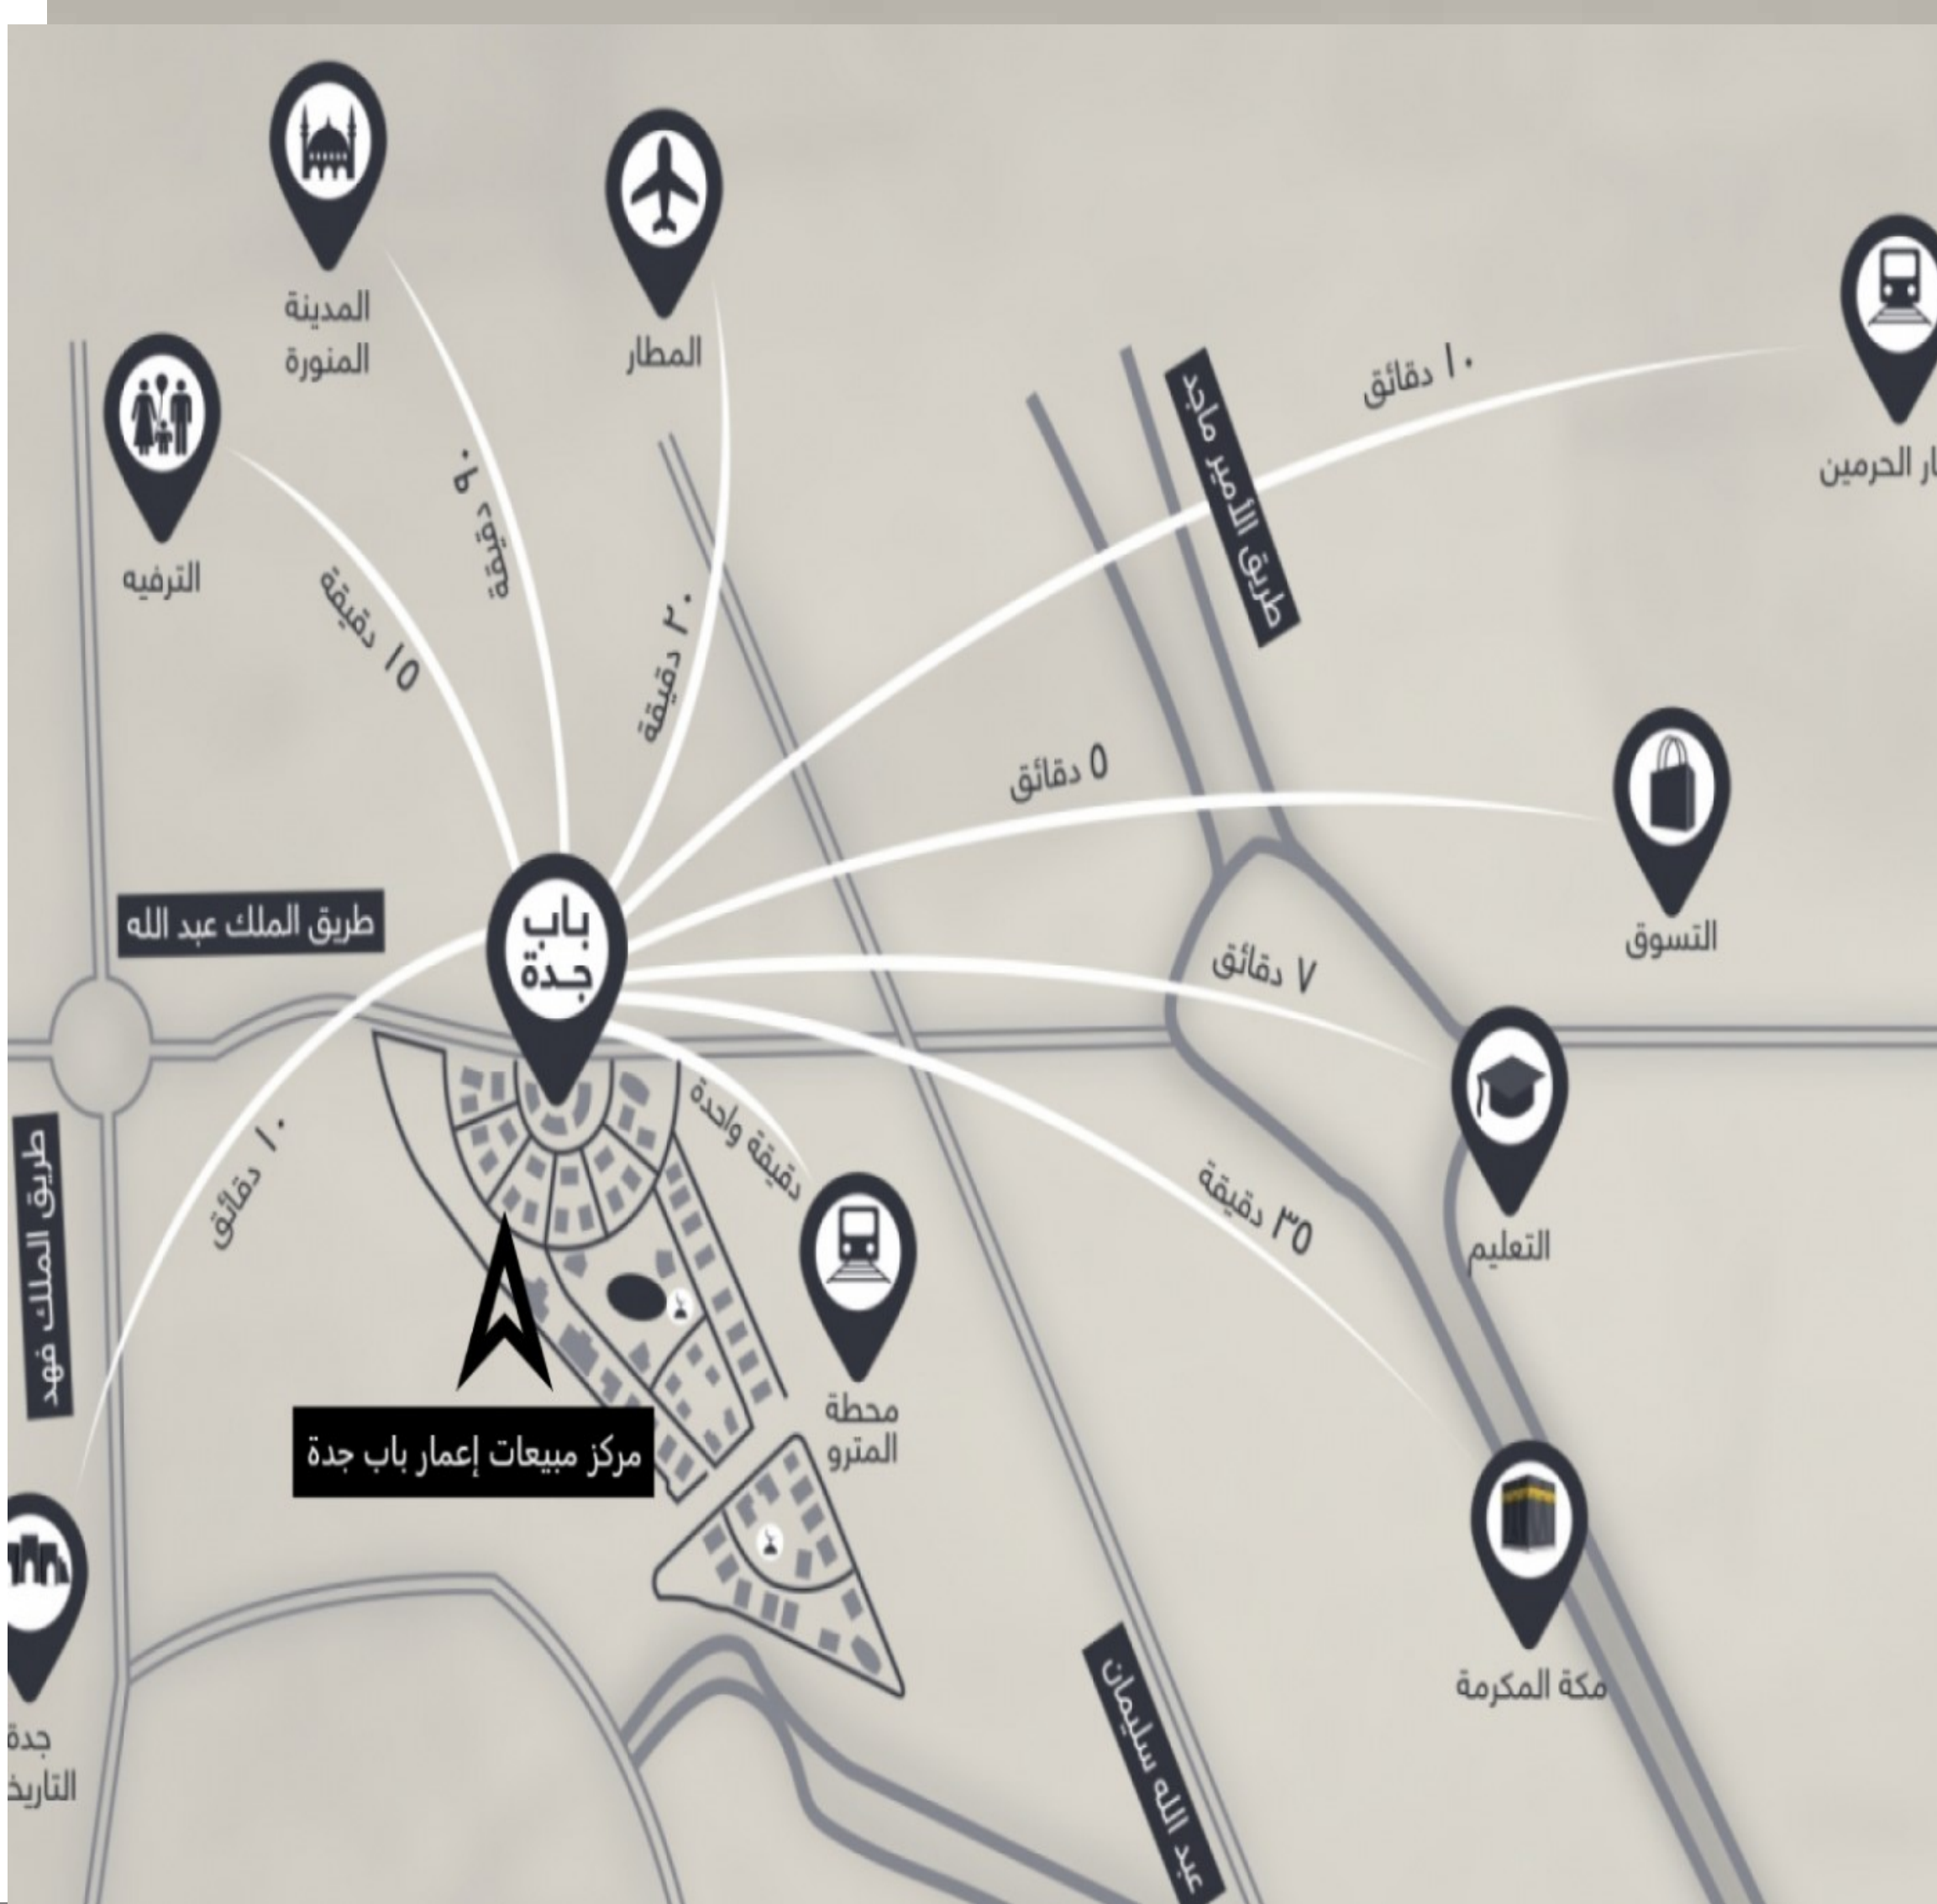 المدينة
المنورة
المطار
ار الحرمين
الترفيه
١٠ دقائق
٩٠ دقيقة
٢٠ دقيقة
١٥ دقيقة
طريق الأمير ماجد
٥ دقائق
التسوق
باب
جدة
طريق الملك عبد الله
٧ دقائق
دقيقة واحدة
١٠ دقائق
٣٥ دقيقة
التعليم
طريق الملك فهد
محطة
المترو
مركز مبيعات إعمار باب جدة
مكة المكرمة
جدة
التاريخ
عبد الله سليمان